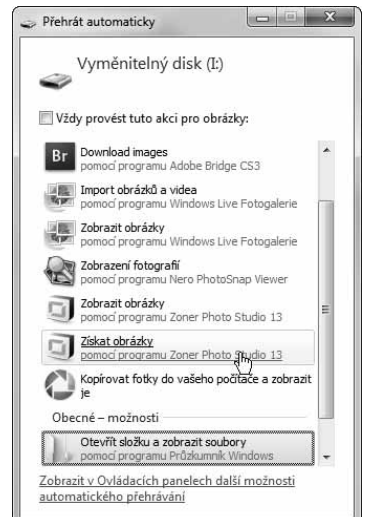 Přehrát automaticky
Vyměnitelný disk (I:)
Vždy provést tuto akci pro obrázky:
Br
Download images
pomocí programu Adobe Bridge CS3
Import obrázků a videa
pomocí programu Windows Live Fotogalerie
Zobrazit obrázky
pomocí programu Windows Live Fotogalerie
Zobrazení fotografií
pomocí programu Nero PhotoSnap Viewer
Zobrazit obrázky
pomocí programu Zoner Photo Studio 13
Získat obrázky
pomocí programu Zoner Photo Studio 13
Kopírovat fotky do vašeho počítače a zobrazit
je
Obecné – možnosti
Otevřít složku a zobrazit soubory
pomocí programu Průzkumník Windows
Zobrazit v Ovládacích panelech další možnosti
automatického přehrávání